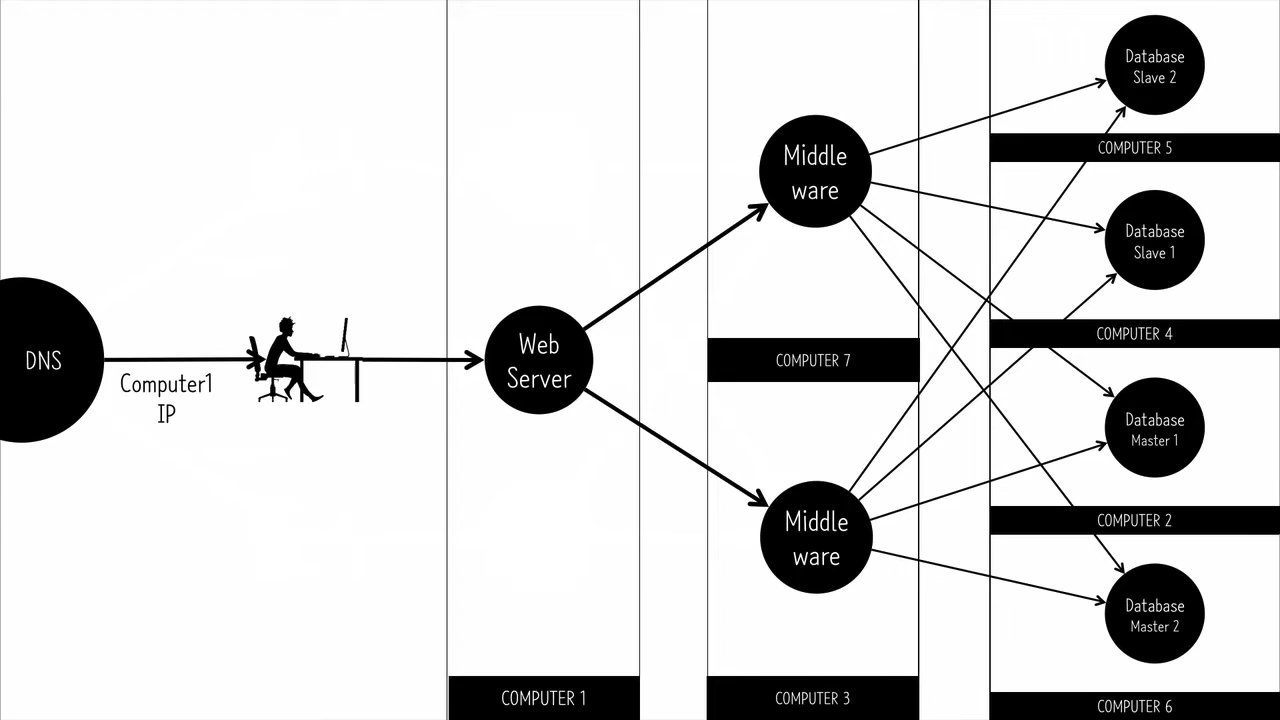 DNS
Computer1
IP
Web
Server
COMPUTER 1
Middle
ware
COMPUTER 7
Middle
ware
COMPUTER 3
Database
Slave 2
COMPUTER 5
Database
Slave 1
COMPUTER 4
Database
Master 1
COMPUTER 2
Database
Master 2
COMPUTER 6